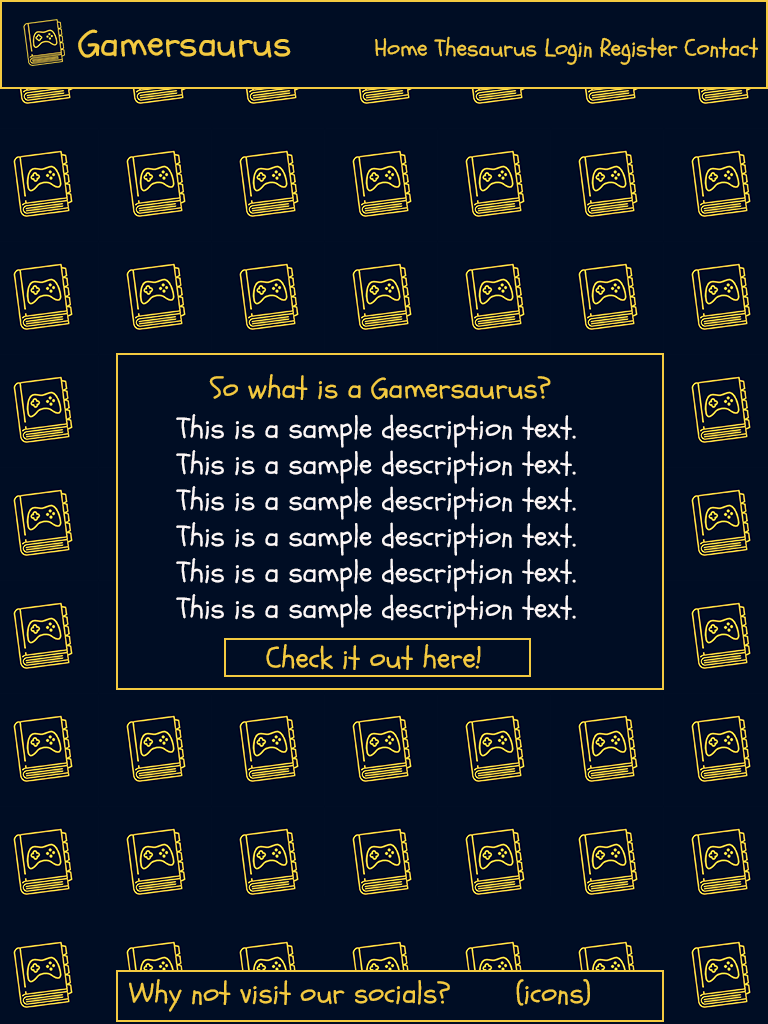 Gamersaurus
Home Thesaurus Login Register Contact
So what is a Gamersaurus?
This is a sample description text.
This is a sample description text.
This is a sample description text.
This is a sample description text.
This is a sample description text.
This is a sample description text.
Check it out here!
Why not visit our socials? (icons)